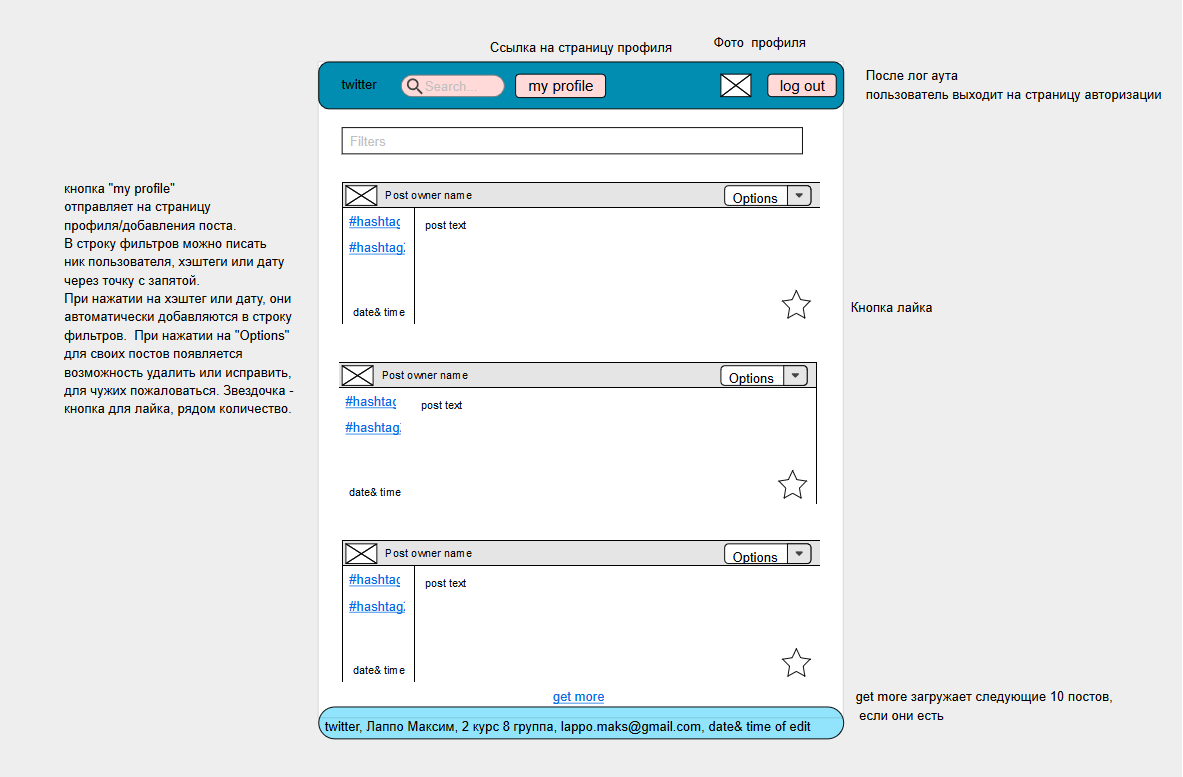 Ссылка на страницу профиля
Фото профиля
twitter
Search...
my profile
log out
После лог аута
пользователь выходит на страницу авторизации
Filters
кнопка "my profile"
отправляет на страницу
профиля/добавления поста.
В строку фильтров можно писать
ник пользователя, хэштеги или дату
через точку с запятой.
При нажатии на хэштег или дату, они
автоматически добавляются в строку
фильтров. При нажатии на "Options"
для своих постов появляется
возможность удалить или исправить,
для чужих пожаловаться. Звездочка -
кнопка для лайка, рядом количество.
Post owner name
Options
#hashtag
post text
#hashtag2
date& time
Кнопка лайка
Post owner name
Options
#hashtag
post text
#hashtag
date& time
Post owner name
Options
#hashtag
post text
#hashtag2
date& time
get more
get more загружает следующие 10 постов,
если они есть
twitter, Лаппо Максим, 2 курс 8 группа, lappo.maks@gmail.com, date& time of edit